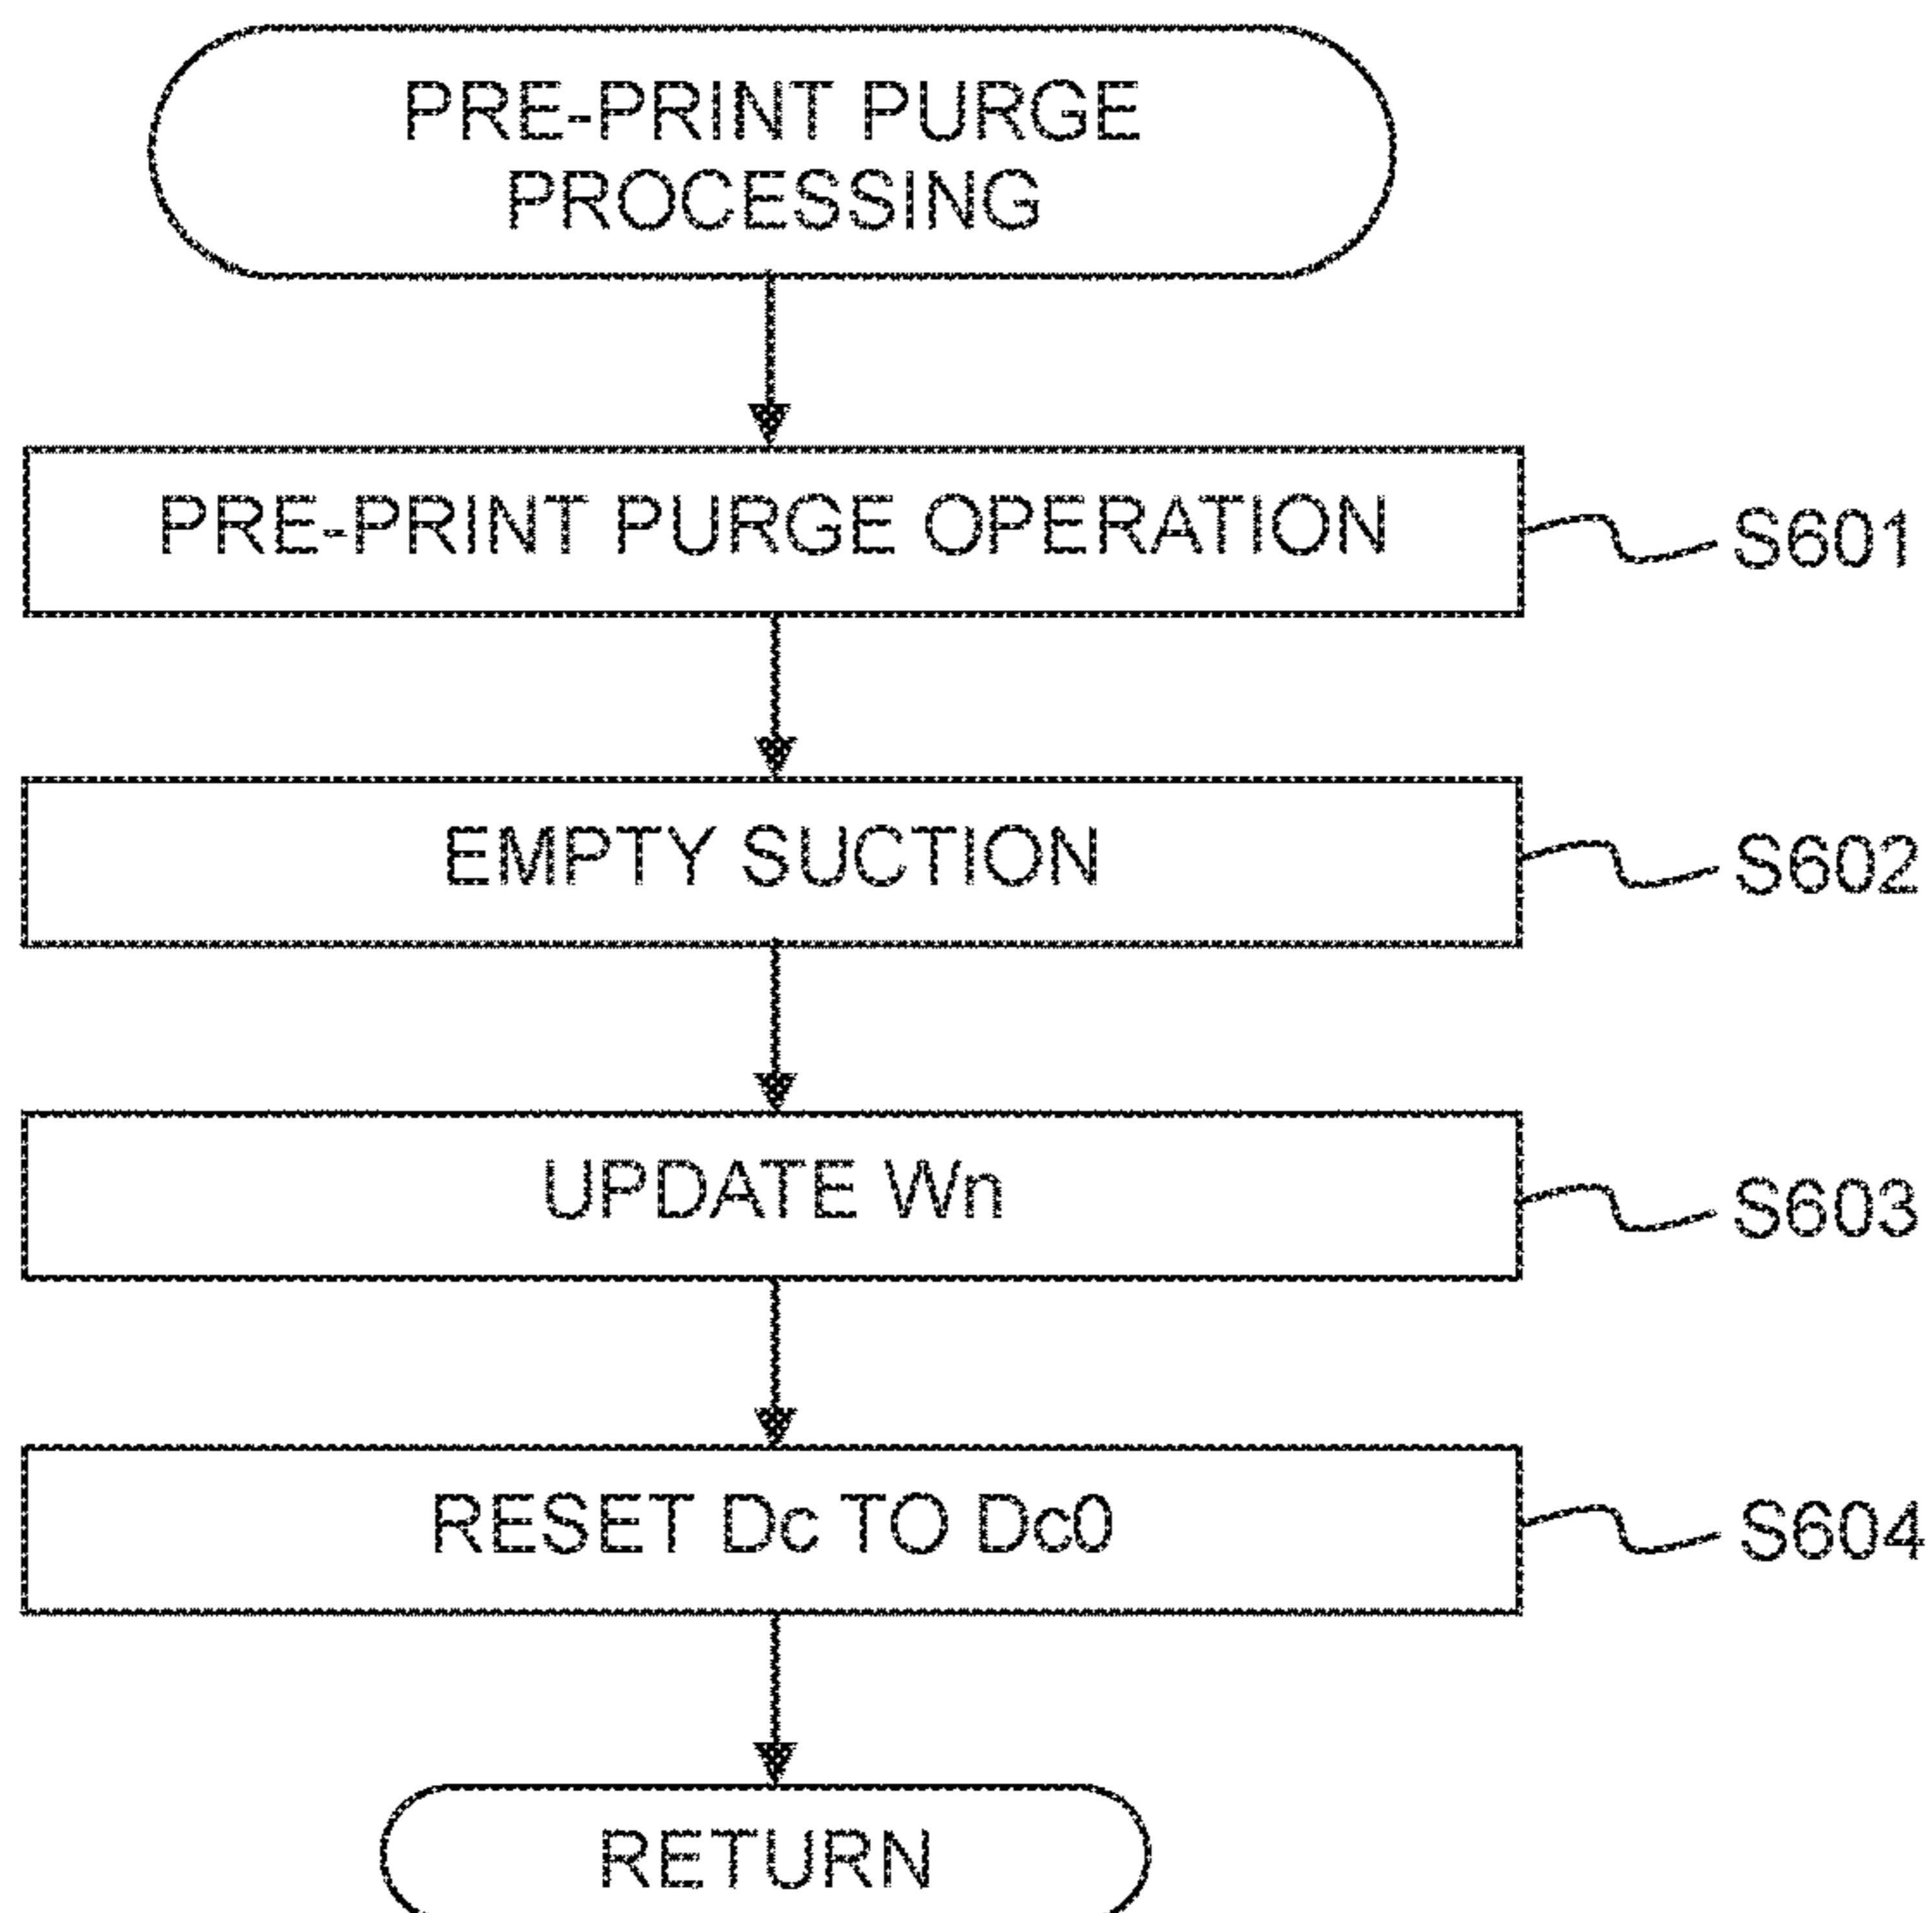 PRE-PRINT PURGE
PROCESSING
PRE-PRINT PURGE OPERATION
S601
EMPTY SUCTION
S602
UPDATE Wn
S603
RESET Dc TO Dc0
S604
RETURN